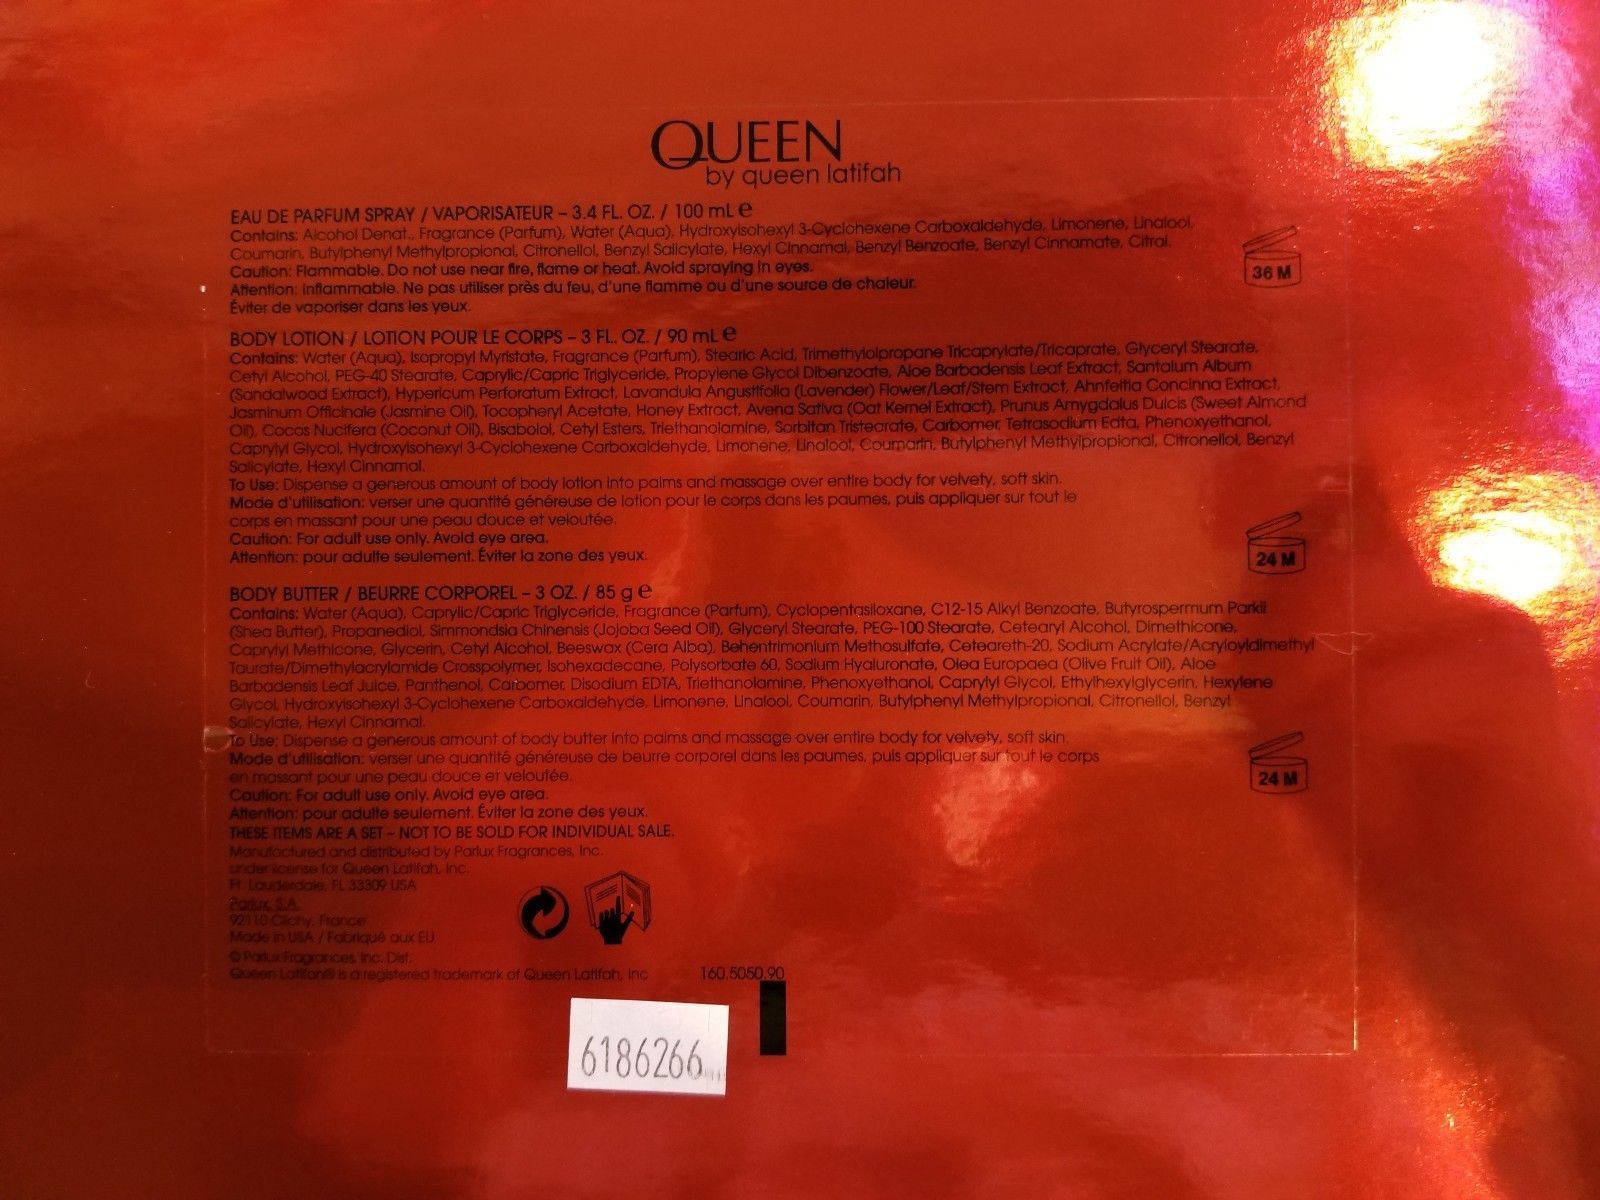 QUEEN
by queen latifah
EAU DE PARFUM SPRAY / VAPORISATEUR – 3.4 FL. OZ. / 100 mL ℮
Contains: Alcohol Denat., Fragrance (Parfum), Water (Aqua), Hydroxyisohexyl 3-Cyclohexene Carboxaldehyde, Limonene, Linalool,
Coumarin, Butylphenyl Methylpropional, Citronellol, Benzyl Salicylate, Hexyl Cinnamal, Benzyl Benzoate, Benzyl Cinnamate, Citral.
Caution: Flammable. Do not use near fire, flame or heat. Avoid spraying in eyes.
Attention: inflammable. Ne pas utiliser près du feu, d'une flamme ou d'une source de chaleur.
Éviter de vaporiser dans les yeux.
36 M
BODY LOTION / LOTION POUR LE CORPS – 3 FL. OZ. / 90 mL ℮
Contains: Water (Aqua), Isopropyl Myristate, Fragrance (Parfum), Stearic Acid, Trimethylolpropane Tricaprylate/Tricaprate, Glyceryl Stearate,
Cetyl Alcohol, PEG-40 Stearate, Caprylic/Capric Triglyceride, Propylene Glycol Dibenzoate, Aloe Barbadensis Leaf Extract, Santalum Album
(Sandalwood Extract), Hypericum Perforatum Extract, Lavandula Angustifolia (Lavender) Flower/Leaf/Stem Extract, Ahnfeltia Concinna Extract,
Jasminum Officinale (Jasmine Oil), Tocopheryl Acetate, Honey Extract, Avena Sativa (Oat Kernel Extract), Prunus Amygdalus Dulcis (Sweet Almond
Oil), Cocos Nucifera (Coconut Oil), Bisabolol, Cetyl Esters, Triethanolamine, Sorbitan Tristearate, Carbomer, Tetrasodium Edta, Phenoxyethanol,
Caprylyl Glycol, Hydroxyisohexyl 3-Cyclohexene Carboxaldehyde, Limonene, Linalool, Coumarin, Butylphenyl Methylpropional, Citronellol, Benzyl
Salicylate, Hexyl Cinnamal.
To Use: Dispense a generous amount of body lotion into palms and massage over entire body for velvety, soft skin.
Mode d'utilisation: verser une quantité généreuse de lotion pour le corps dans les paumes, puis appliquer sur tout le
corps en massant pour une peau douce et veloutée.
Caution: For adult use only. Avoid eye area.
Attention: pour adulte seulement. Éviter la zone des yeux.
24 M
BODY BUTTER / BEURRE CORPOREL – 3 OZ. / 85 g ℮
Contains: Water (Aqua), Caprylic/Capric Triglyceride, Fragrance (Parfum), Cyclopentasiloxane, C12-15 Alkyl Benzoate, Butyrospermum Parkii
(Shea Butter), Propanediol, Simmondsia Chinensis (Jojoba Seed Oil), Glyceryl Stearate, PEG-100 Stearate, Cetearyl Alcohol, Dimethicone,
Caprylyl Methicone, Glycerin, Cetyl Alcohol, Beeswax (Cera Alba), Behentrimonium Methosulfate, Ceteareth-20, Sodium Acrylate/Acryloyldimethyl
Taurate/Dimethylacrylamide Crosspolymer, Isohexadecane, Polysorbate 60, Sodium Hyaluronate, Olea Europaea (Olive Fruit Oil), Aloe
Barbadensis Leaf Juice, Panthenol, Carbomer, Disodium EDTA, Triethanolamine, Phenoxyethanol, Caprylyl Glycol, Ethylhexylglycerin, Hexylene
Glycol, Hydroxyisohexyl 3-Cyclohexene Carboxaldehyde, Limonene, Linalool, Coumarin, Butylphenyl Methylpropional, Citronellol, Benzyl
Salicylate, Hexyl Cinnamal.
To Use: Dispense a generous amount of body butter into palms and massage over entire body for velvety, soft skin.
Mode d'utilisation: verser une quantité généreuse de beurre corporel dans les paumes, puis appliquer sur tout le corps
en massant pour une peau douce et veloutée.
Caution: For adult use only. Avoid eye area.
Attention: pour adulte seulement. Éviter la zone des yeux.
24 M
THESE ITEMS ARE A SET – NOT TO BE SOLD FOR INDIVIDUAL SALE.
Manufactured and distributed by Parlux Fragrances, Inc.
under license for Queen Latifah, Inc.
Ft. Lauderdale, FL 33309 USA
Parlux, S.A.
92110 Clichy, France
Made in USA / Fabriqué aux EU
© Parlux Fragrances, Inc. Dist.
Queen Latifah® is a registered trademark of Queen Latifah, Inc
160.5050.90
6186266